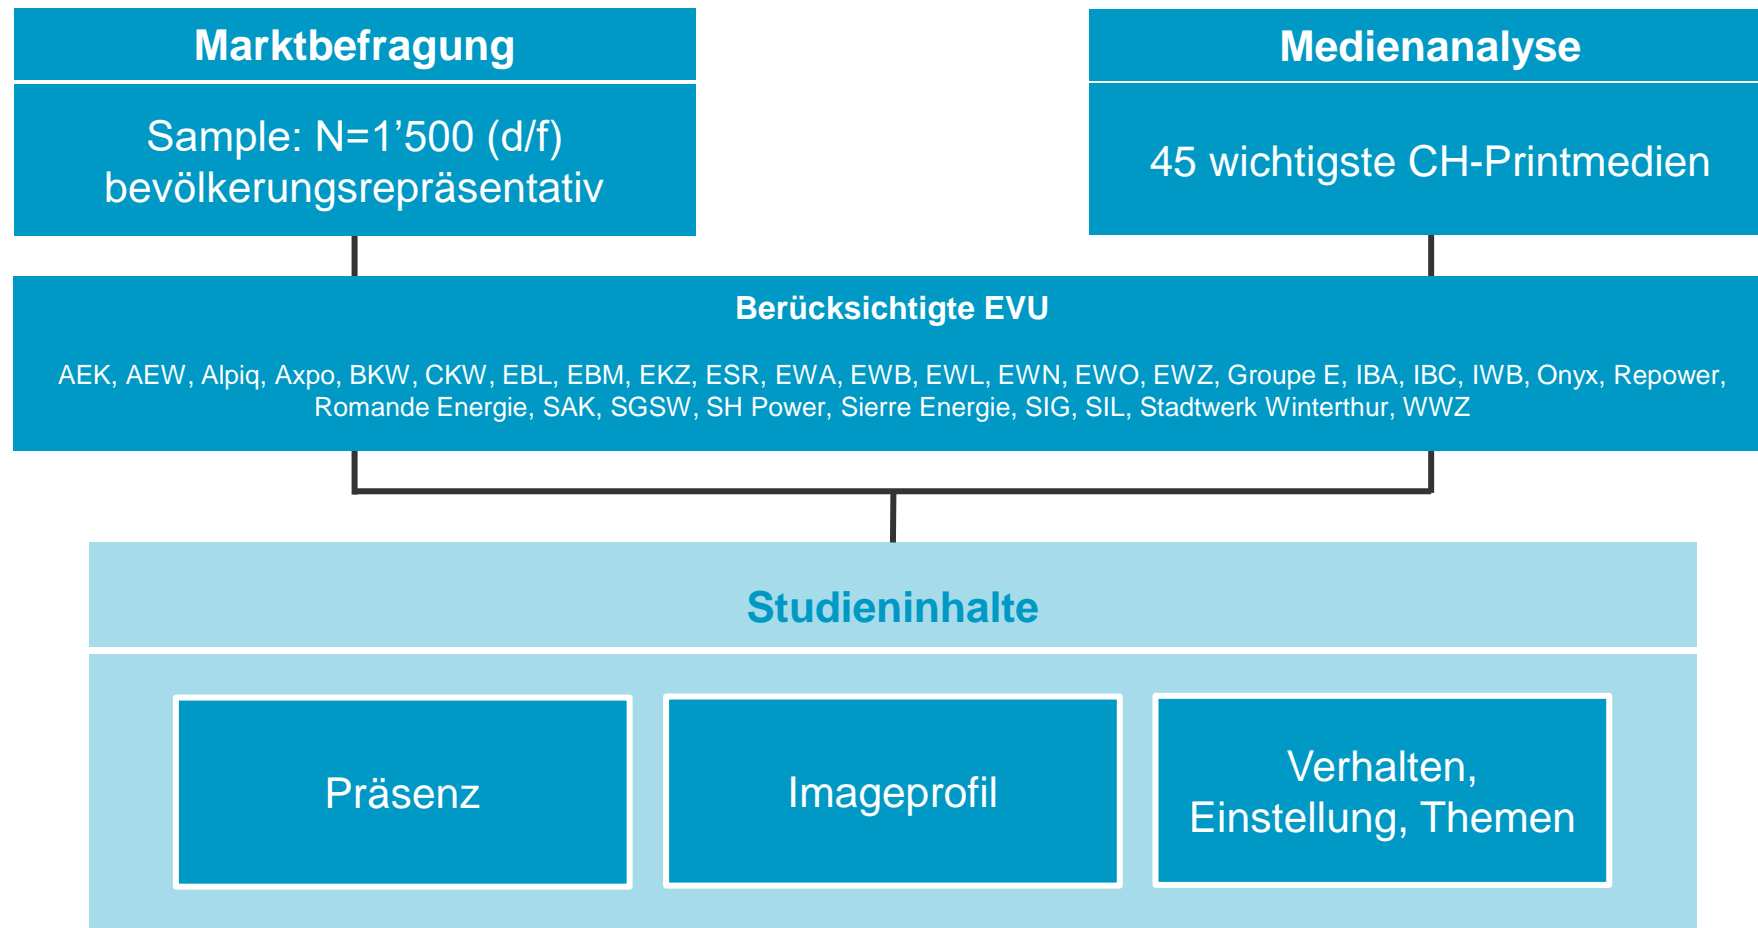 Marktbefragung
Sample: N=1’500 (d/f)
bevölkerungsrepräsentativ
Medienanalyse
45 wichtigste CH-Printmedien
Berücksichtigte EVU
AEK, AEW, Alpiq, Axpo, BKW, CKW, EBL, EBM, EKZ, ESR, EWA, EWB, EWL, EWN, EWO, EWZ, Groupe E, IBA, IBC, IWB, Onyx, Repower,
Romande Energie, SAK, SGSW, SH Power, Sierre Energie, SIG, SIL, Stadtwerk Winterthur, WWZ
Studieninhalte
Präsenz
Imageprofil
Verhalten,
Einstellung, Themen